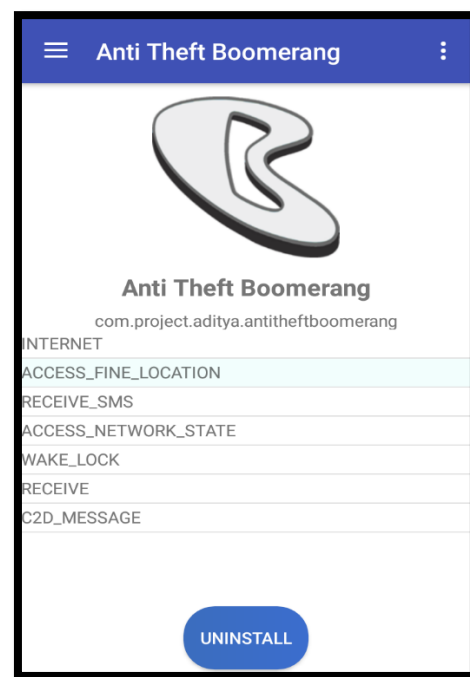 Anti Theft Boomerang
Anti Theft Boomerang
com.project.aditya.antitheftboomerang
INTERNET
ACCESS_FINE_LOCATION
RECEIVE_SMS
ACCESS_NETWORK_STATE
WAKE_LOCK
RECEIVE
C2D_MESSAGE
UNINSTALL